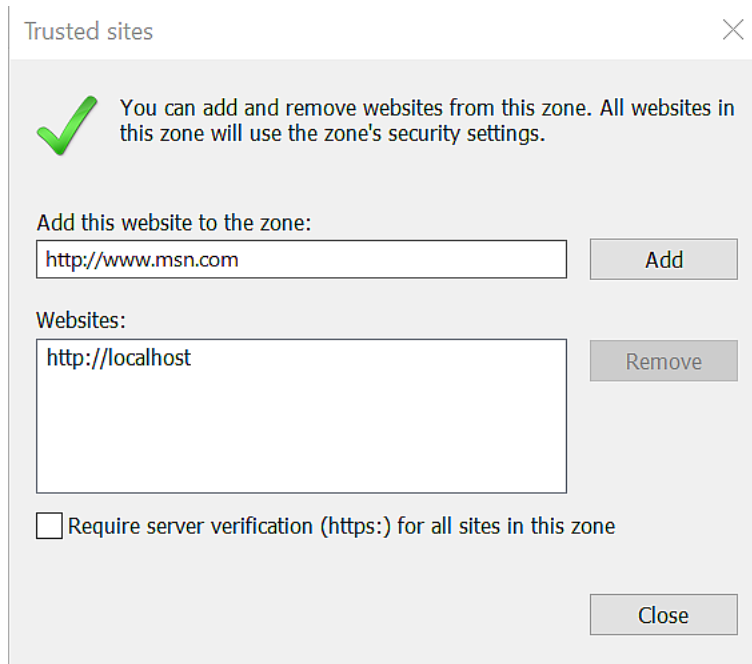 Trusted sites
You can add and remove websites from this zone. All websites in
this zone will use the zone's security settings.
Add this website to the zone:
http://www.msn.com
Add
Websites:
http://localhost
Remove
Require server verification (https:) for all sites in this zone
Close